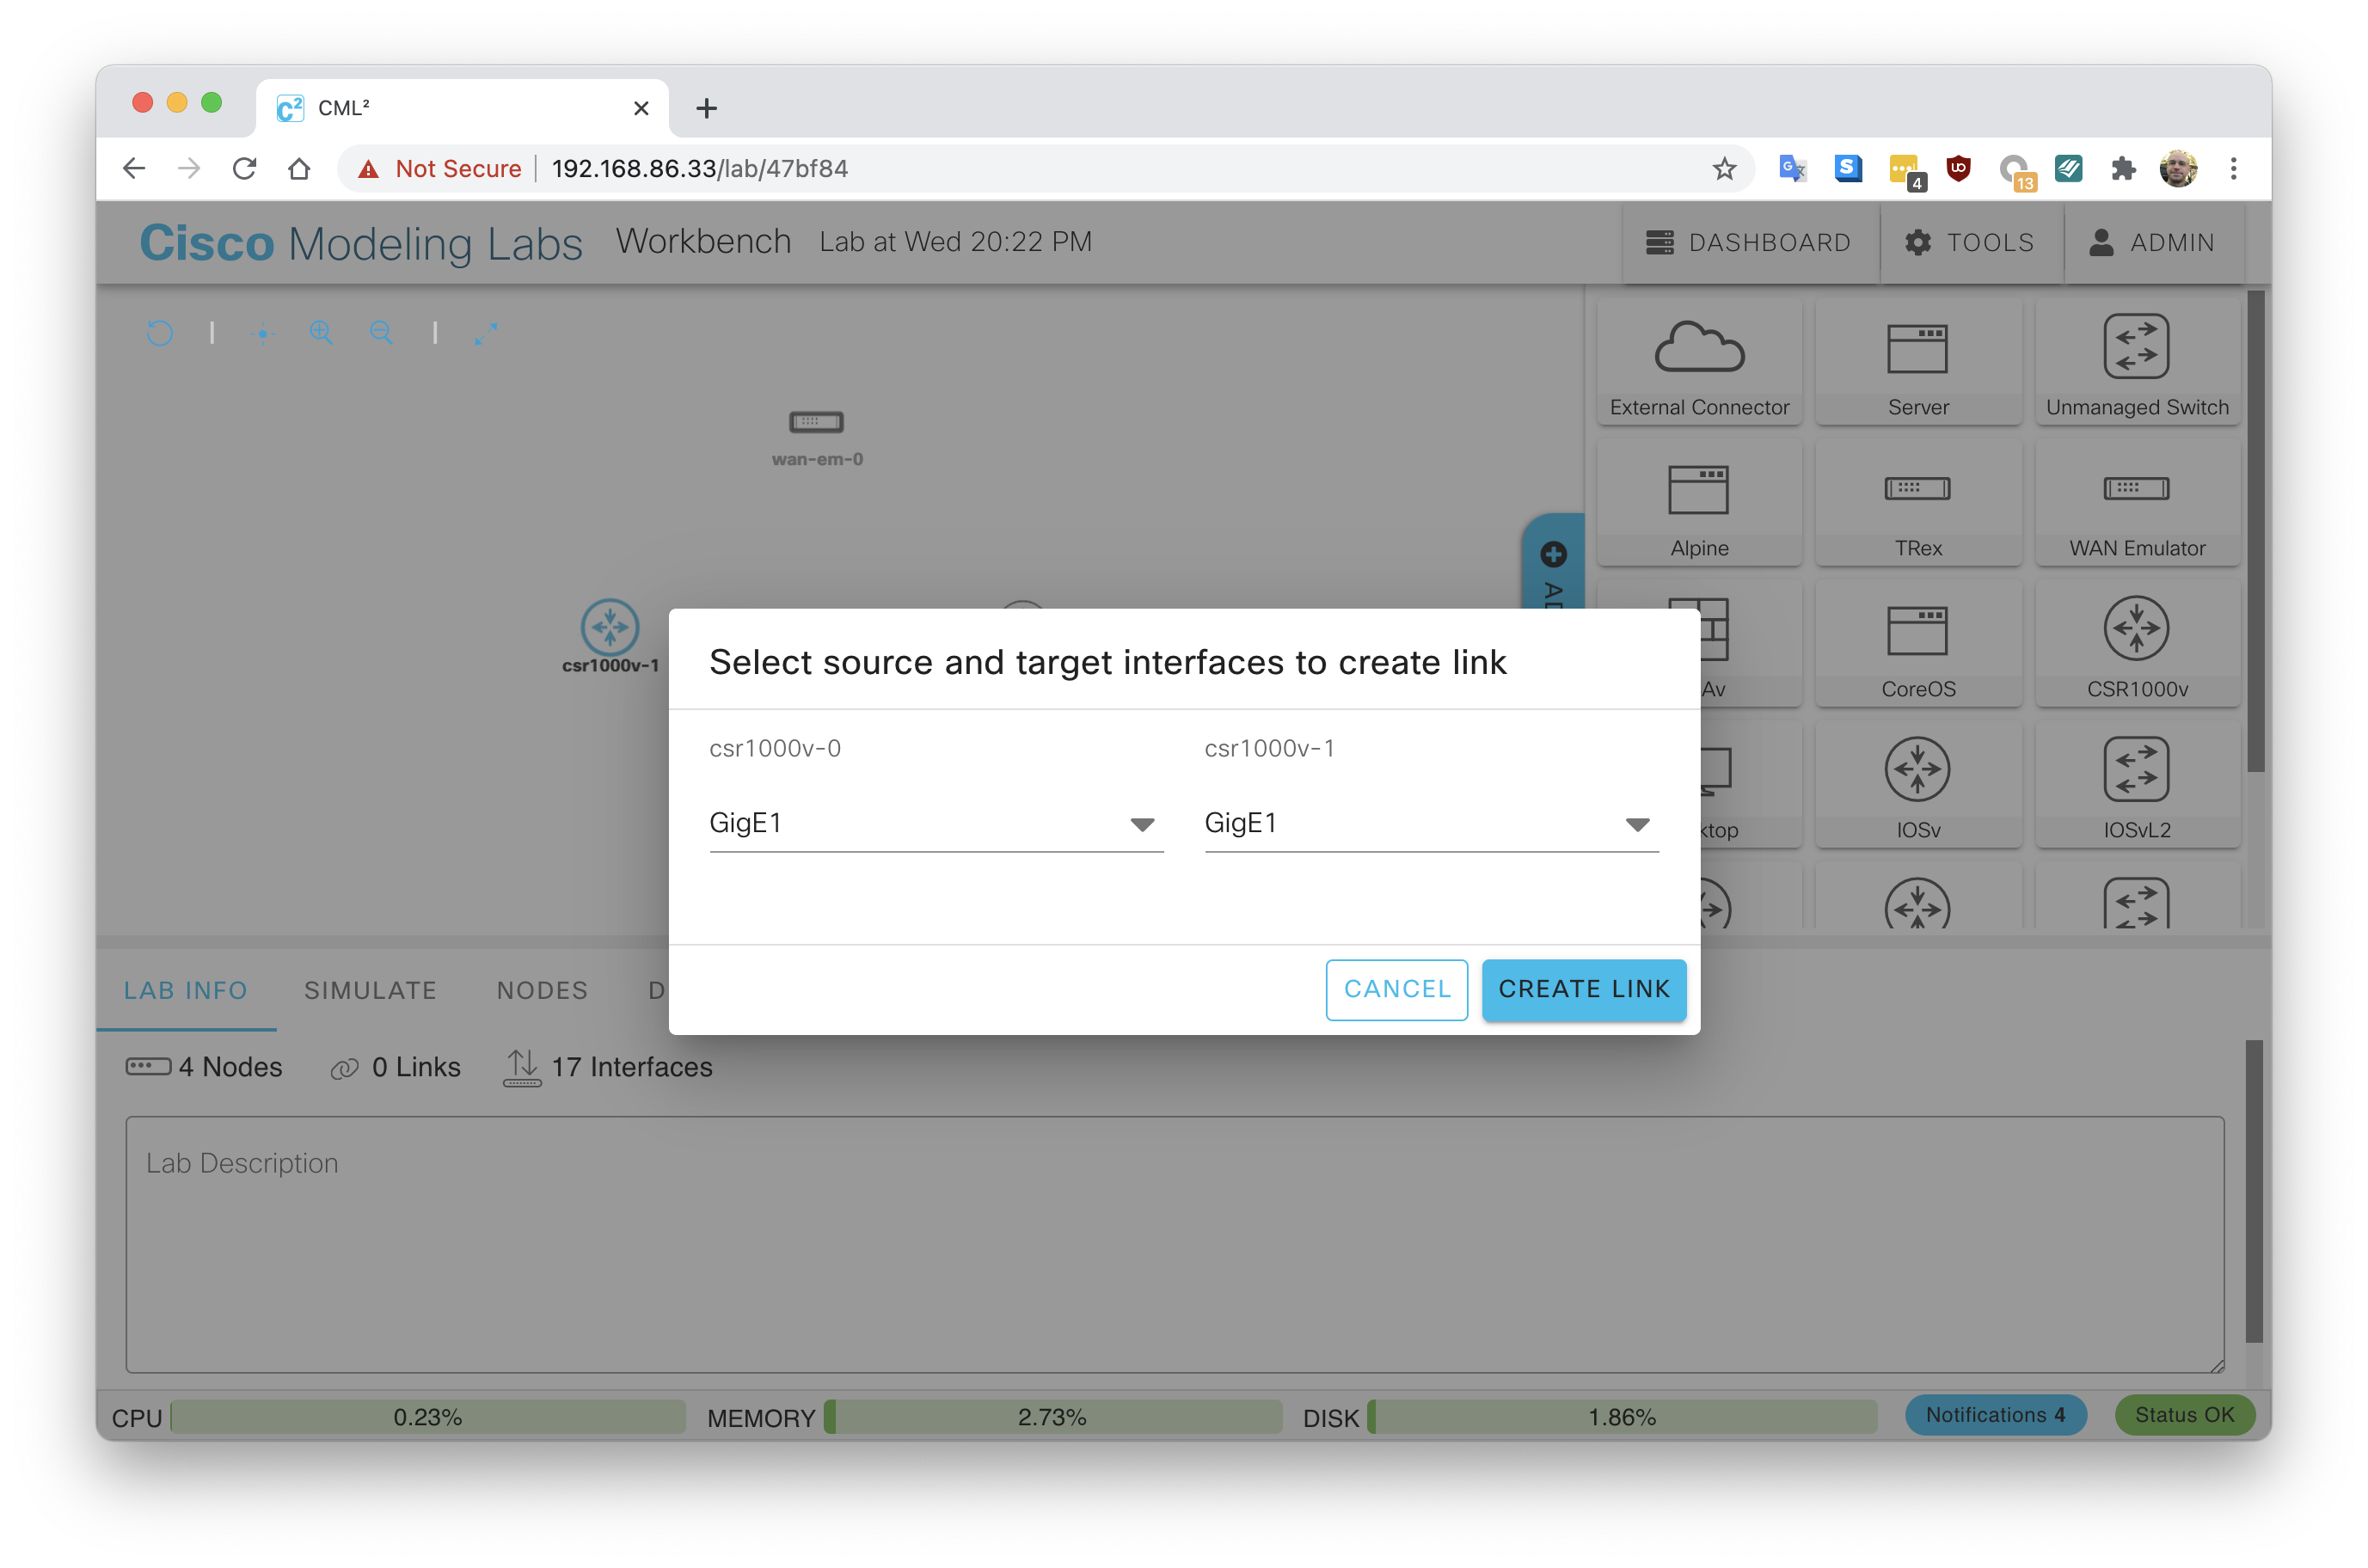 CML²
Not Secure 192.168.86.33/lab/47bf84
4
13
Cisco Modeling Labs Workbench Lab at Wed 20:22 PM DASHBOARD TOOLS ADMIN
External Connector Server Unmanaged Switch
wan-em-0
Alpine TRex WAN Emulator
csr1000v-1
Av CoreOS CSR1000v
ktop IOSv IOSvL2
Select source and target interfaces to create link
csr1000v-0 csr1000v-1
GigE1 GigE1
CANCEL CREATE LINK
LAB INFO SIMULATE NODES D
4 Nodes 0 Links 17 Interfaces
Lab Description
CPU 0.23% MEMORY 2.73% DISK 1.86% Notifications 4 Status OK